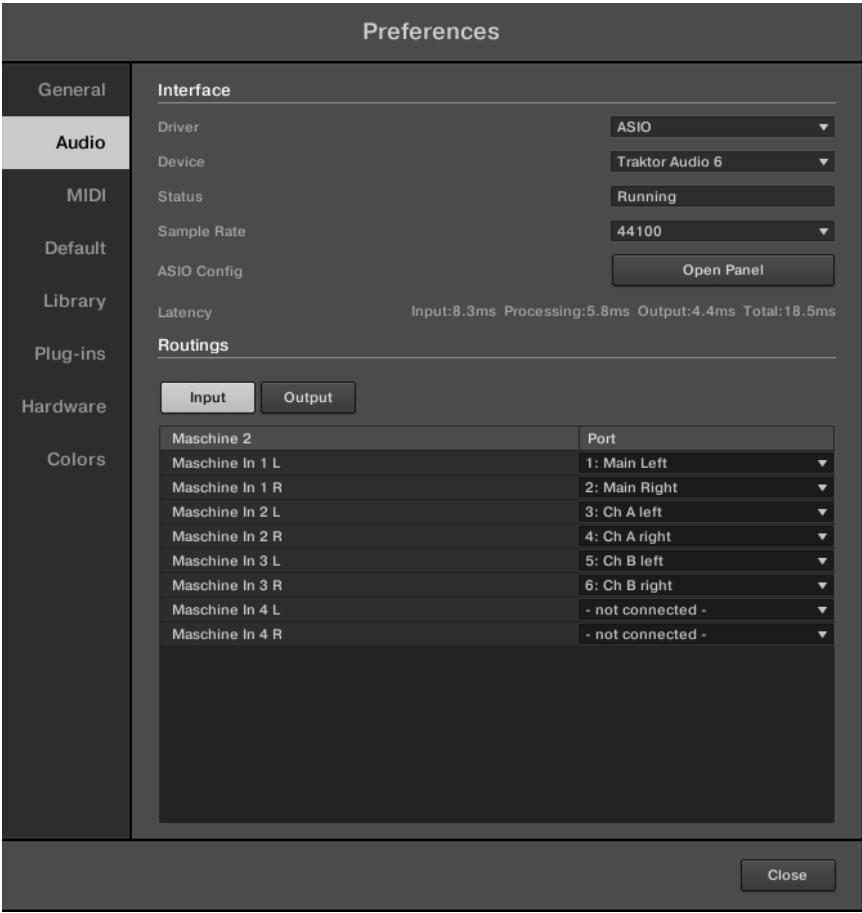 Preferences
General
Audio
MIDI
Default
Library
Plug-ins
Hardware
Colors
Interface
Driver ASIO
Device Traktor Audio 6
Status Running
Sample Rate 44100
ASIO Config Open Panel
Latency Input:8.3ms Processing:5.8ms Output:4.4ms Total:18.5ms
Routings
Input Output
Maschine 2 Port
Maschine In 1 L 1: Main Left
Maschine In 1 R 2: Main Right
Maschine In 2 L 3: Ch A left
Maschine In 2 R 4: Ch A right
Maschine In 3 L 5: Ch B left
Maschine In 3 R 6: Ch B right
Maschine In 4 L - not connected -
Maschine In 4 R - not connected -
Close